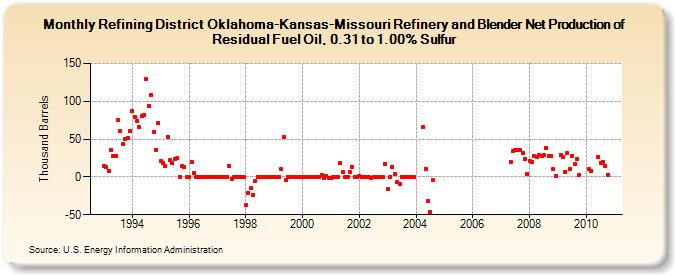 Monthly Refining District Oklahoma-Kansas-Missouri Refinery and Blender Net Production of
Residual Fuel Oil, 0.31 to 1.00% Sulfur
Thousand Barrels
150
100
50
0
-50
1994 1996 1998 2000 2002 2004 2006 2008 2010
Source: U.S. Energy Information Administration